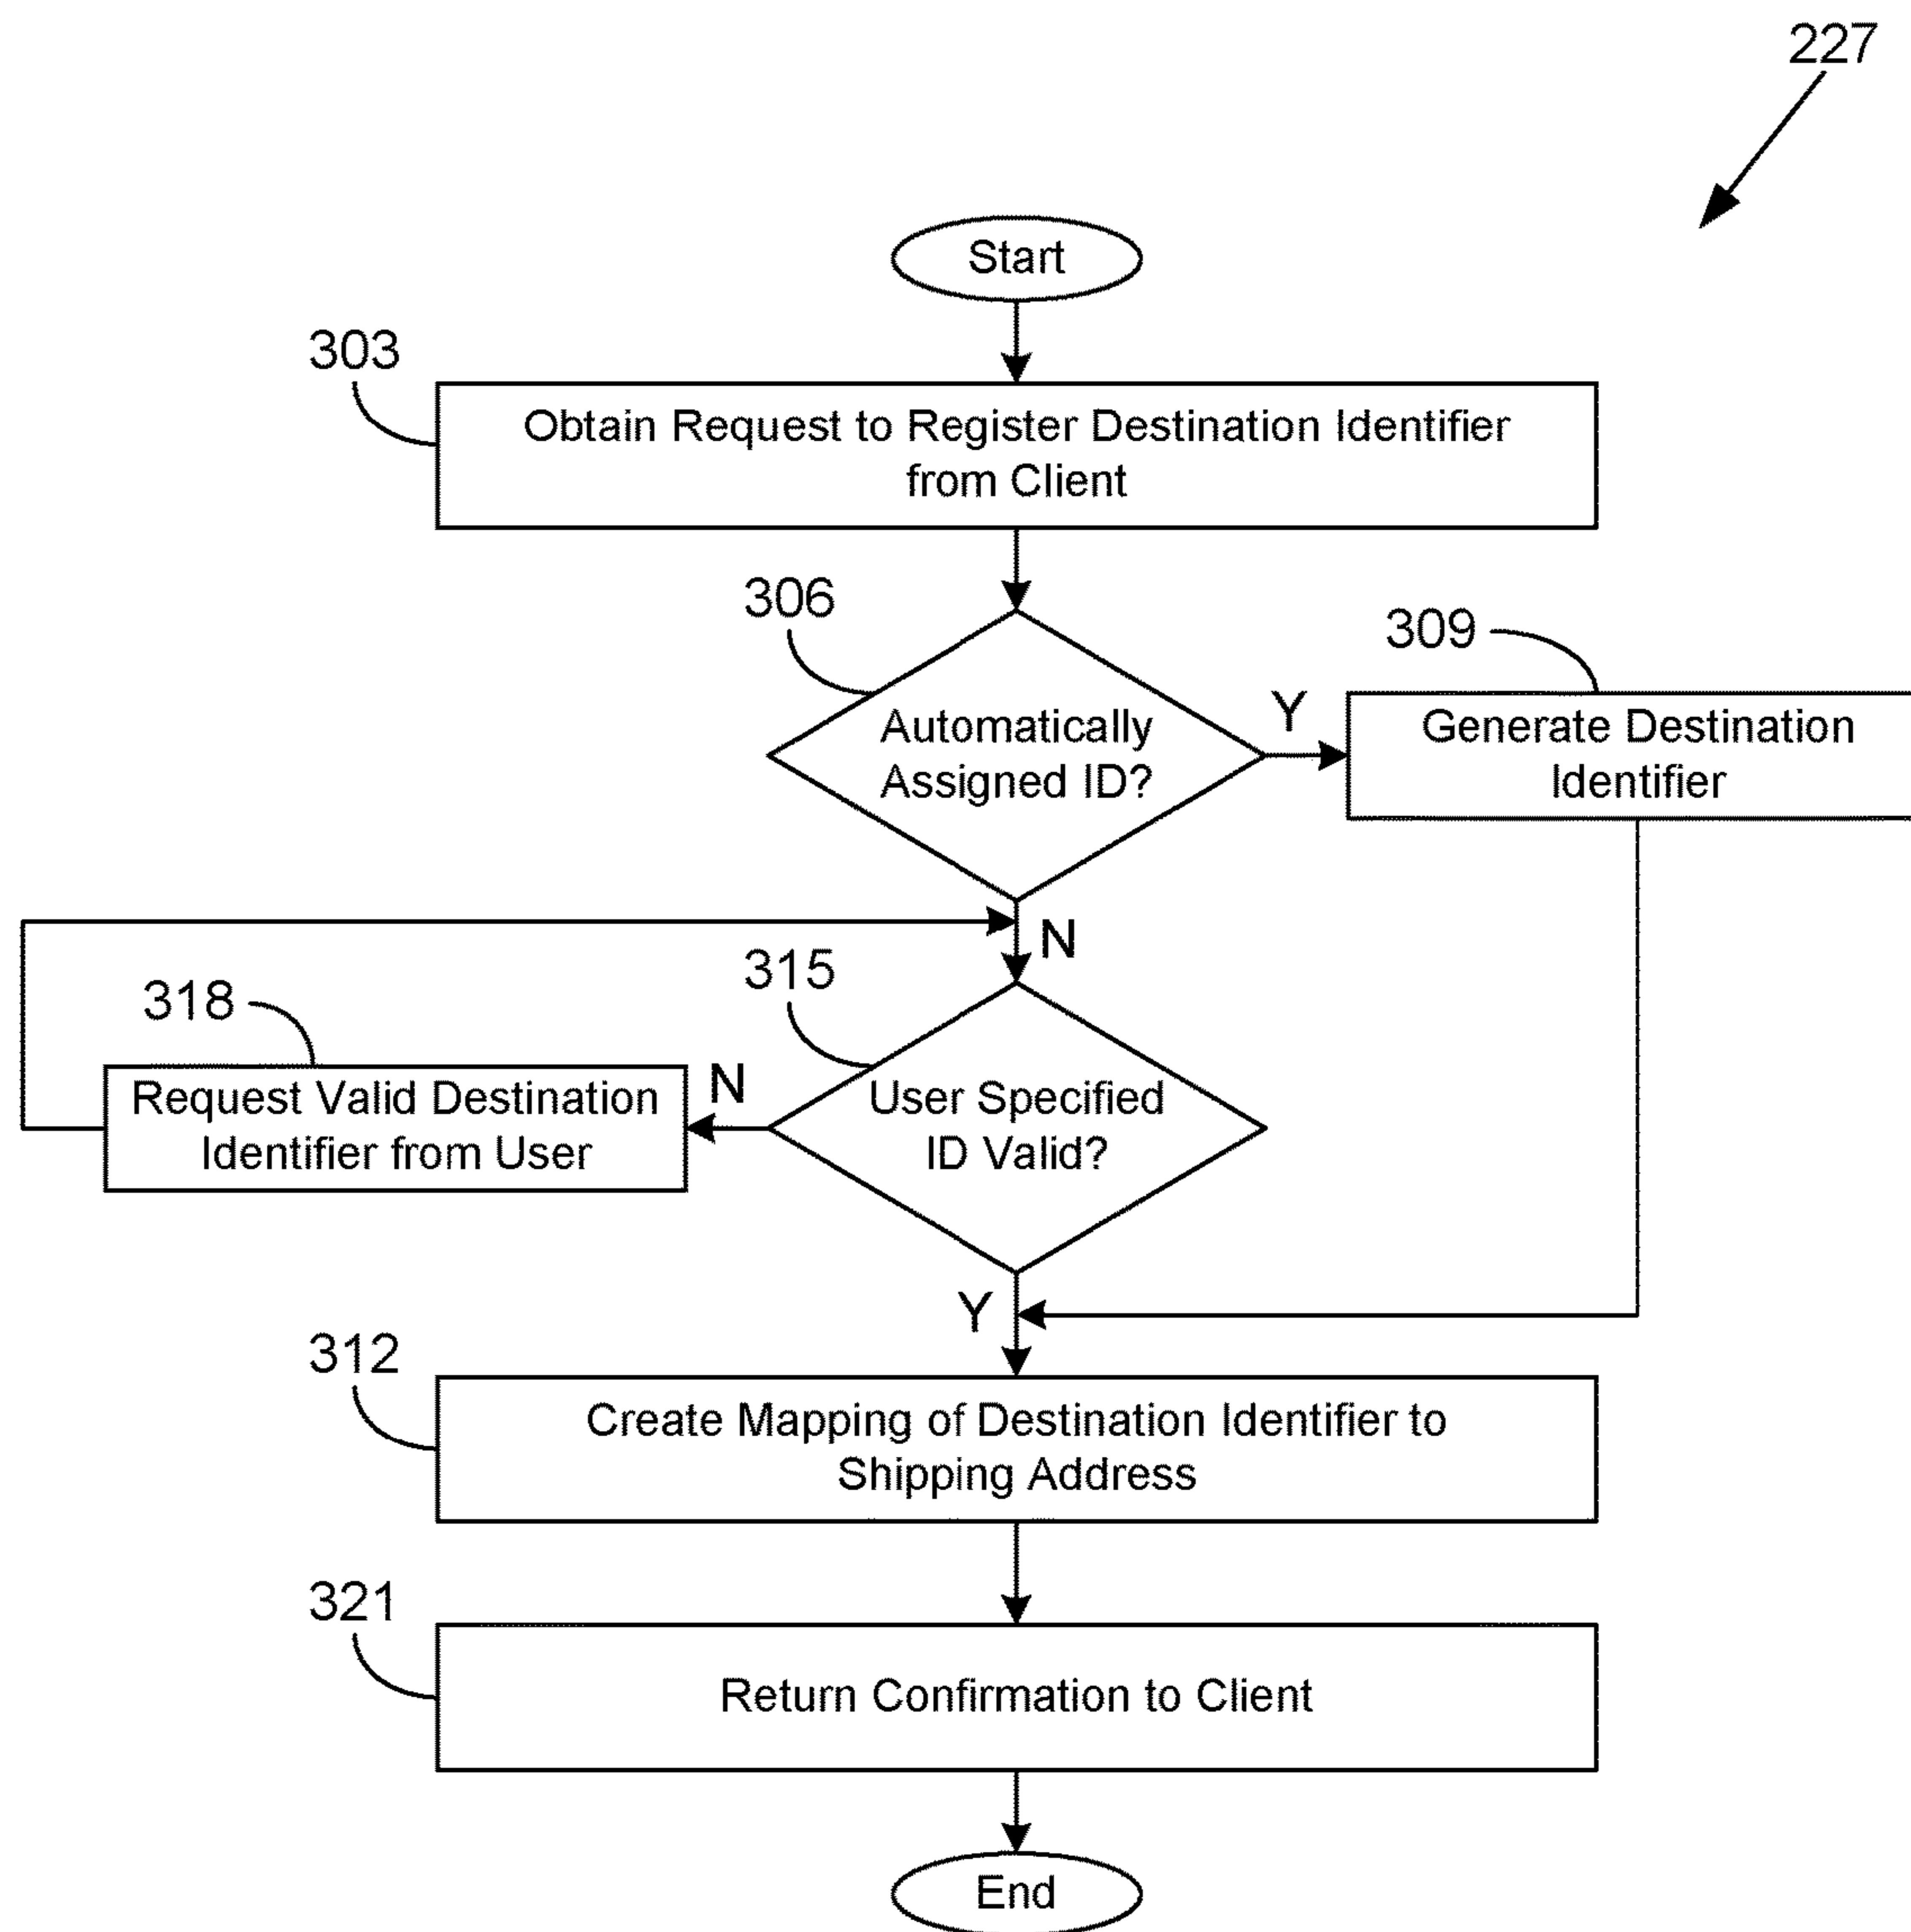 227
Start
303
Obtain Request to Register Destination Identifier
from Client
306
309
Automatically
Assigned ID?
Y
Generate Destination
Identifier
N
315
318
Request Valid Destination
Identifier from User
N
User Specified
ID Valid?
Y
312
Create Mapping of Destination Identifier to
Shipping Address
321
Return Confirmation to Client
End